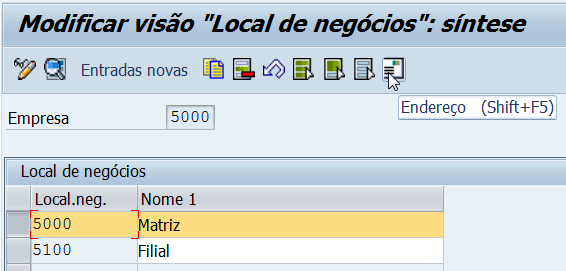 Modificar visão "Local de negócios": síntese
Entradas novas
Endereço (Shift+F5)
Empresa 5000
Local de negócios
Local.neg. Nome 1
5000 Matriz
5100 Filial